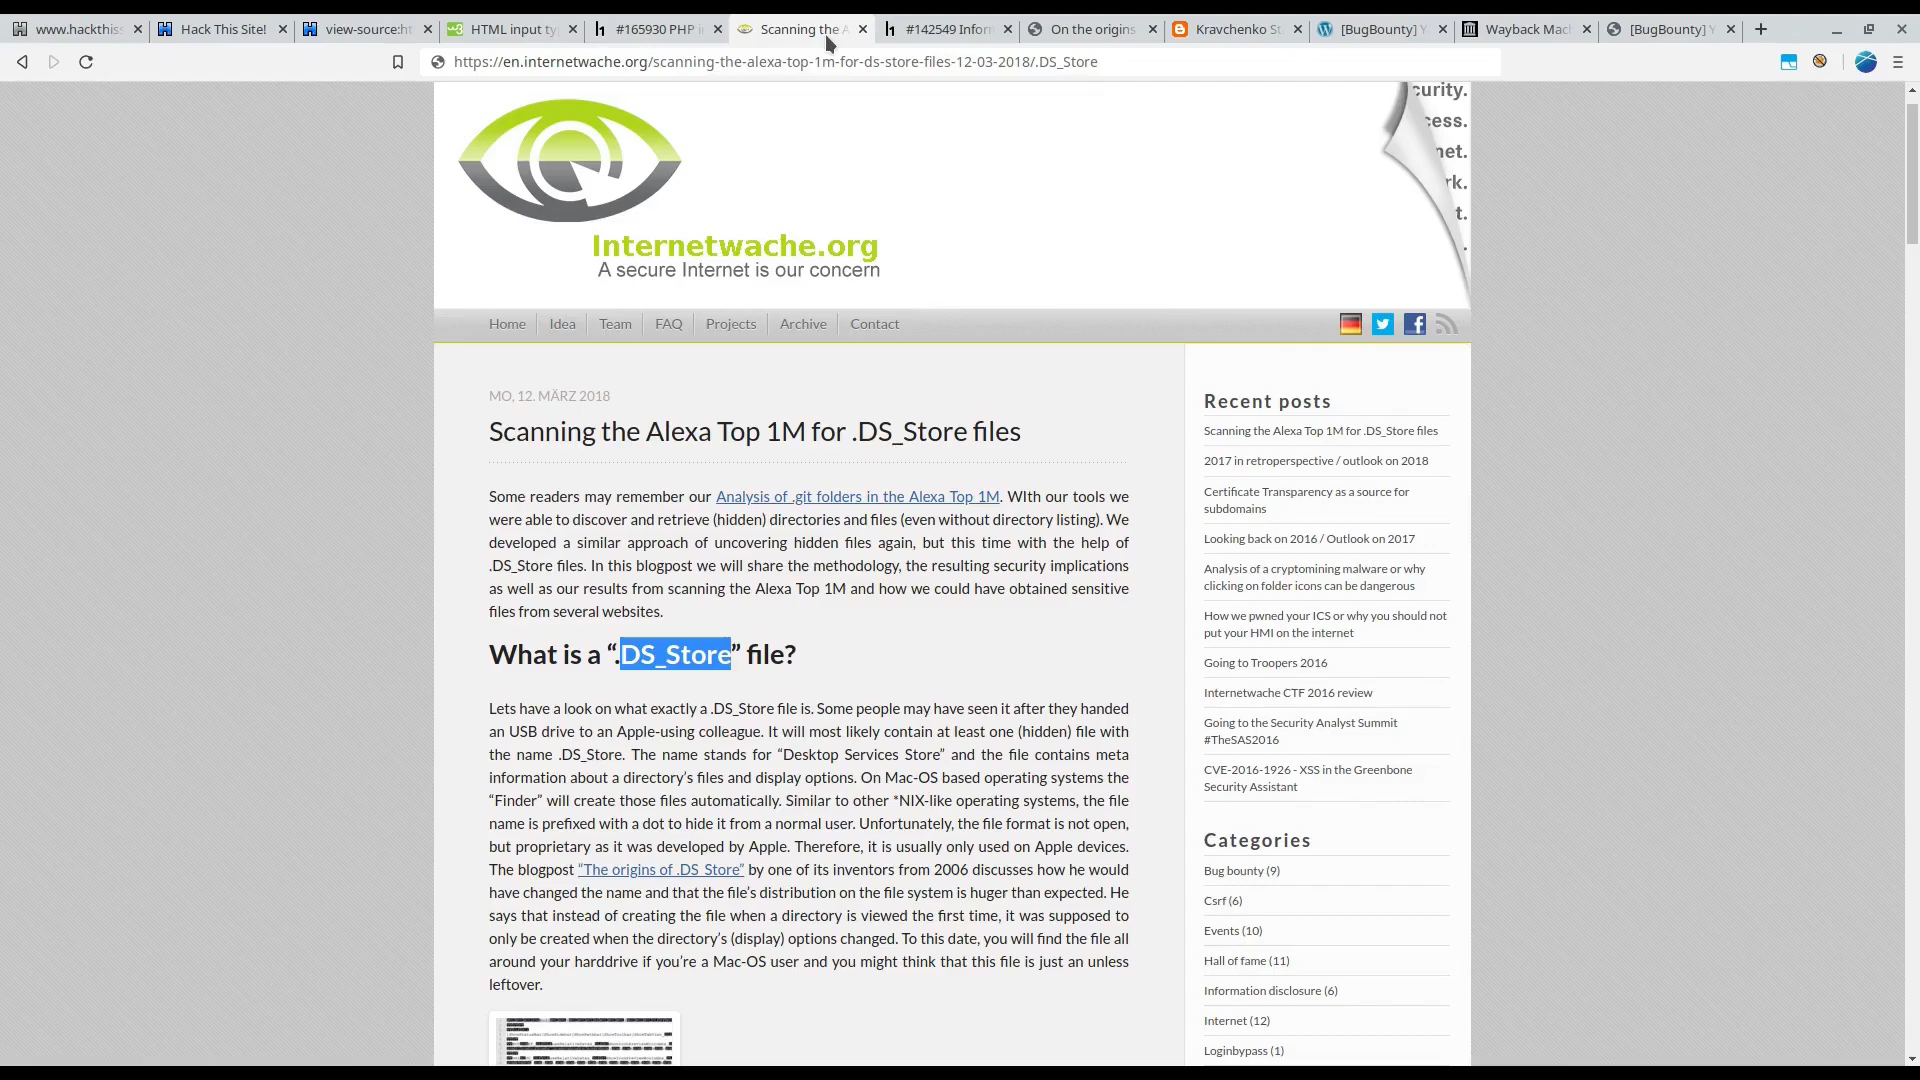 www.hackthiss
Hack This Site!
view-source:ht
HTML input typ
#165930 PHP i
Scanning the A
#142549 Inform
On the origins
Kravchenko St
[BugBounty] Y
Wayback Mach
[BugBounty] Y
https://en.internetwache.org/scanning-the-alexa-top-1m-for-ds-store-files-12-03-2018/.DS_Store
curity.
cess.
net.
rk.
t.
.
Internetwache.org
A secure Internet is our concern
Home
Idea
Team
FAQ
Projects
Archive
Contact
MO, 12. MÄRZ 2018
Scanning the Alexa Top 1M for .DS_Store files
Some readers may remember our Analysis of .git folders in the Alexa Top 1M. WIth our tools we
were able to discover and retrieve (hidden) directories and files (even without directory listing). We
developed a similar approach of uncovering hidden files again, but this time with the help of
.DS_Store files. In this blogpost we will share the methodology, the resulting security implications
as well as our results from scanning the Alexa Top 1M and how we could have obtained sensitive
files from several websites.
What is a “.DS_Store” file?
Lets have a look on what exactly a .DS_Store file is. Some people may have seen it after they handed
an USB drive to an Apple-using colleague. It will most likely contain at least one (hidden) file with
the name .DS_Store. The name stands for “Desktop Services Store” and the file contains meta
information about a directory’s files and display options. On Mac-OS based operating systems the
“Finder” will create those files automatically. Similar to other *NIX-like operating systems, the file
name is prefixed with a dot to hide it from a normal user. Unfortunately, the file format is not open,
but proprietary as it was developed by Apple. Therefore, it is usually only used on Apple devices.
The blogpost “The origins of .DS_Store” by one of its inventors from 2006 discusses how he would
have changed the name and that the file’s distribution on the file system is huger than expected. He
says that instead of creating the file when a directory is viewed the first time, it was supposed to
only be created when the directory’s (display) options changed. To this date, you will find the file all
around your harddrive if you’re a Mac-OS user and you might think that this file is just an unless
leftover.
Recent posts
Scanning the Alexa Top 1M for .DS_Store files
2017 in retroperspective / outlook on 2018
Certificate Transparency as a source for
subdomains
Looking back on 2016 / Outlook on 2017
Analysis of a cryptomining malware or why
clicking on folder icons can be dangerous
How we pwned your ICS or why you should not
put your HMI on the internet
Going to Troopers 2016
Internetwache CTF 2016 review
Going to the Security Analyst Summit
#TheSAS2016
CVE-2016-1926 - XSS in the Greenbone
Security Assistant
Categories
Bug bounty (9)
Csrf (6)
Events (10)
Hall of fame (11)
Information disclosure (6)
Internet (12)
Loginbypass (1)